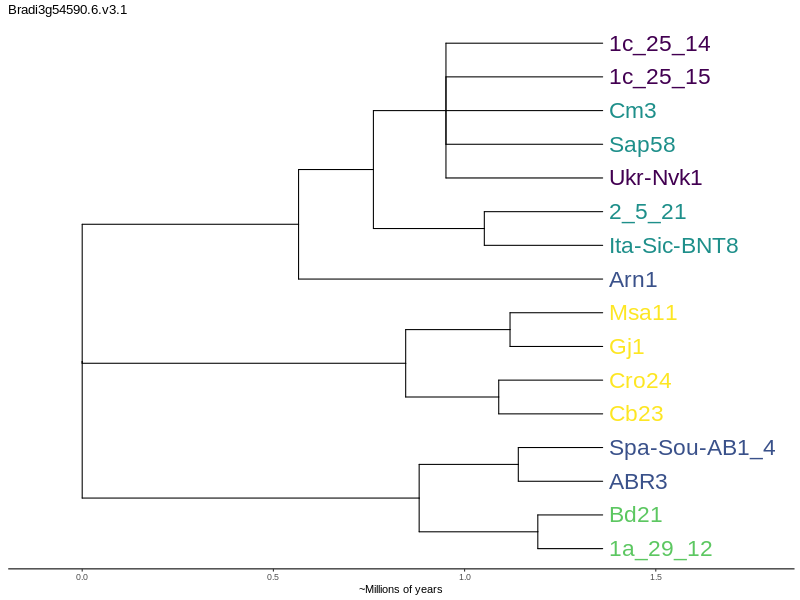 Bradi3g54590.6.v3.1
1c_25_14
1c_25_15
Cm3
Sap58
Ukr-Nvk1
2_5_21
Ita-Sic-BNT8
Arn1
Msa11
Gj1
Cro24
Cb23
Spa-Sou-AB1_4
ABR3
Bd21
1a_29_12
0.0 0.5 1.0 1.5
~Millions of years